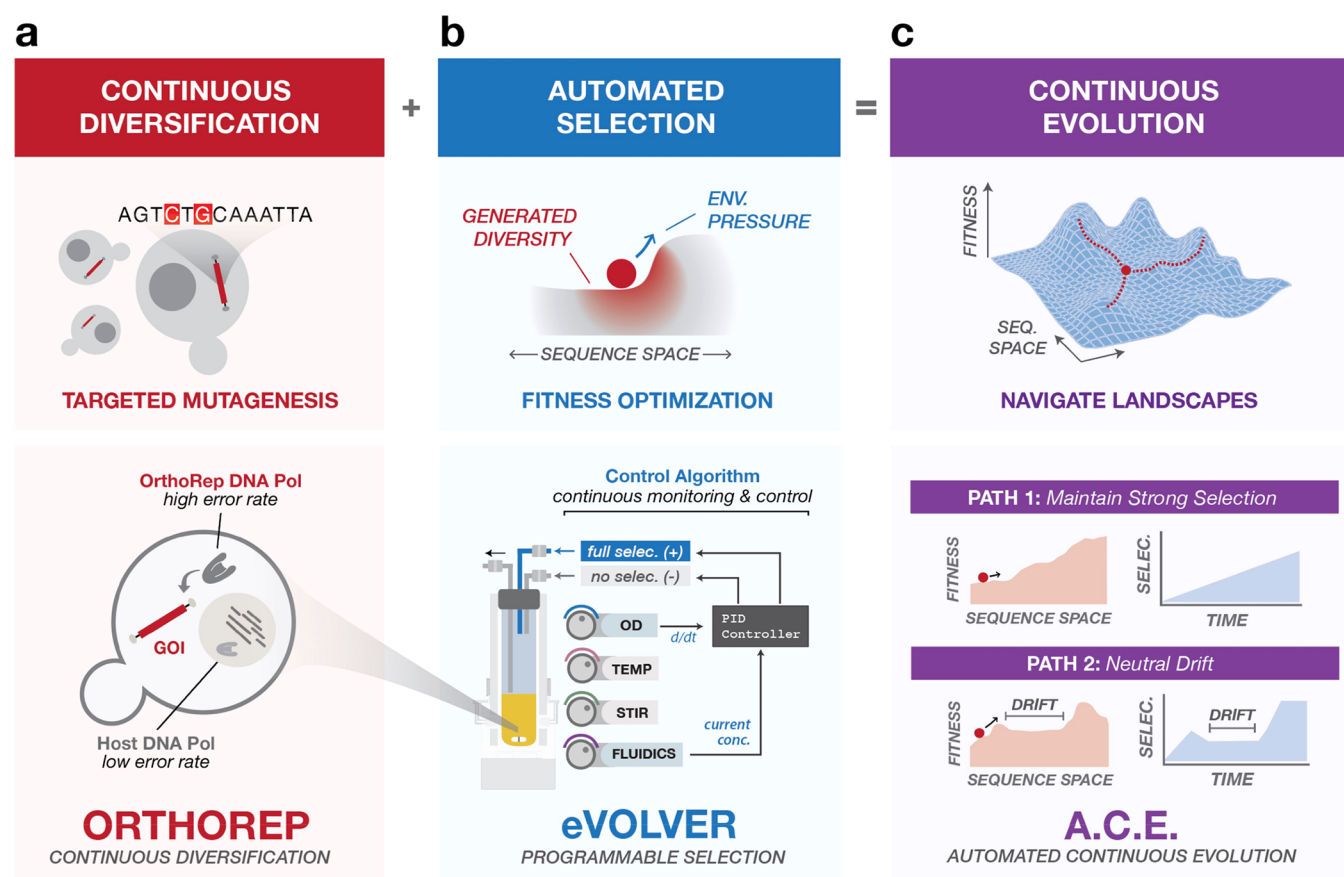 a
CONTINUOUS
DIVERSIFICATION
AGTCTGCAAATTA
TARGETED MUTAGENESIS
OrthoRep DNA Pol
high error rate
GOI
Host DNA Pol
low error rate
ORTHOREP
CONTINUOUS DIVERSIFICATION
+
b
AUTOMATED
SELECTION
GENERATED
DIVERSITY
ENV.
PRESSURE
SEQUENCE SPACE
FITNESS OPTIMIZATION
Control Algorithm
continuous monitoring & control
full selec. (+)
no selec. (-)
OD
d/dt
PID
Controller
TEMP
STIR
FLUIDICS
current
conc.
eVOLVER
PROGRAMMABLE SELECTION
=
c
CONTINUOUS
EVOLUTION
FITNESS
SEQ.
SPACE
NAVIGATE LANDSCAPES
PATH 1: Maintain Strong Selection
FITNESS
SEQUENCE SPACE
SELEC.
TIME
PATH 2: Neutral Drift
FITNESS
DRIFT
SEQUENCE SPACE
SELEC.
DRIFT
TIME
A.C.E.
AUTOMATED CONTINUOUS EVOLUTION